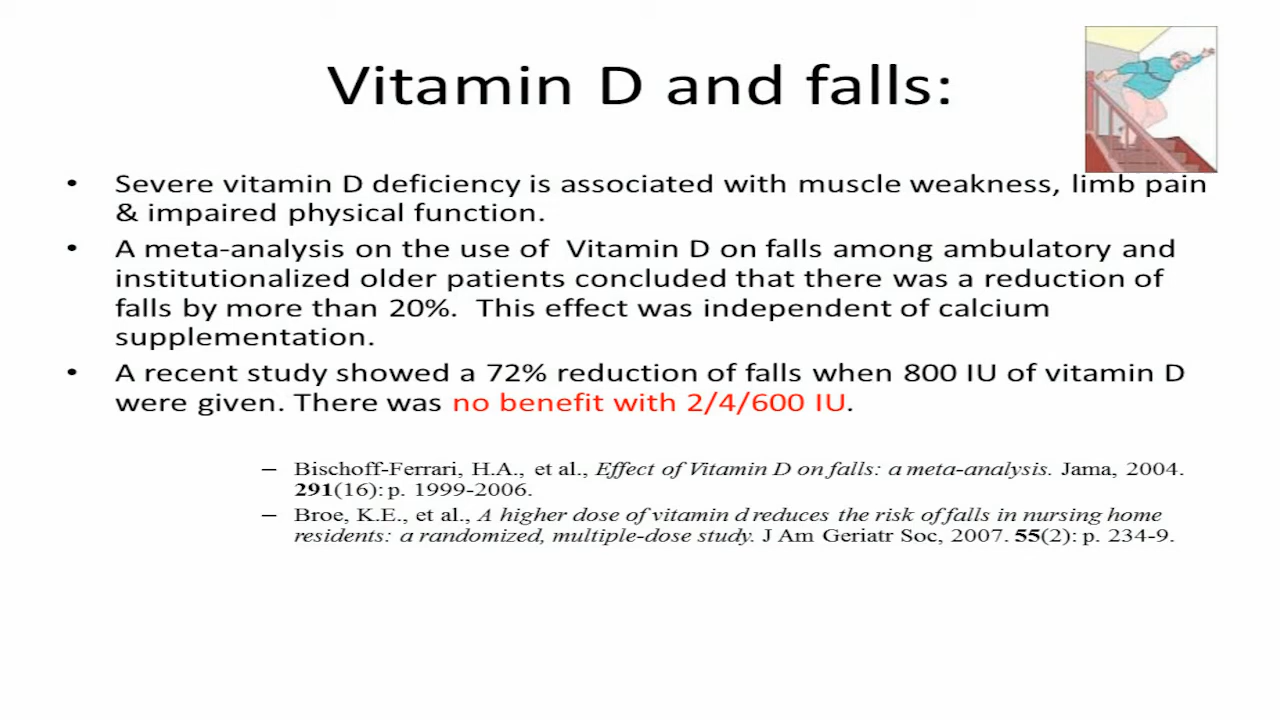 Vitamin D and falls:
• Severe vitamin D deficiency is associated with muscle weakness, limb pain
& impaired physical function.
• A meta-analysis on the use of  Vitamin D on falls among ambulatory and
institutionalized older patients concluded that there was a reduction of
falls by more than 20%.  This effect was independent of calcium
supplementation.
• A recent study showed a 72% reduction of falls when 800 IU of vitamin D
were given. There was no benefit with 2/4/600 IU.
– Bischoff-Ferrari, H.A., et al., Effect of Vitamin D on falls: a meta-analysis. Jama, 2004.
291(16): p. 1999-2006.
– Broe, K.E., et al., A higher dose of vitamin d reduces the risk of falls in nursing home
residents: a randomized, multiple-dose study. J Am Geriatr Soc, 2007. 55(2): p. 234-9.